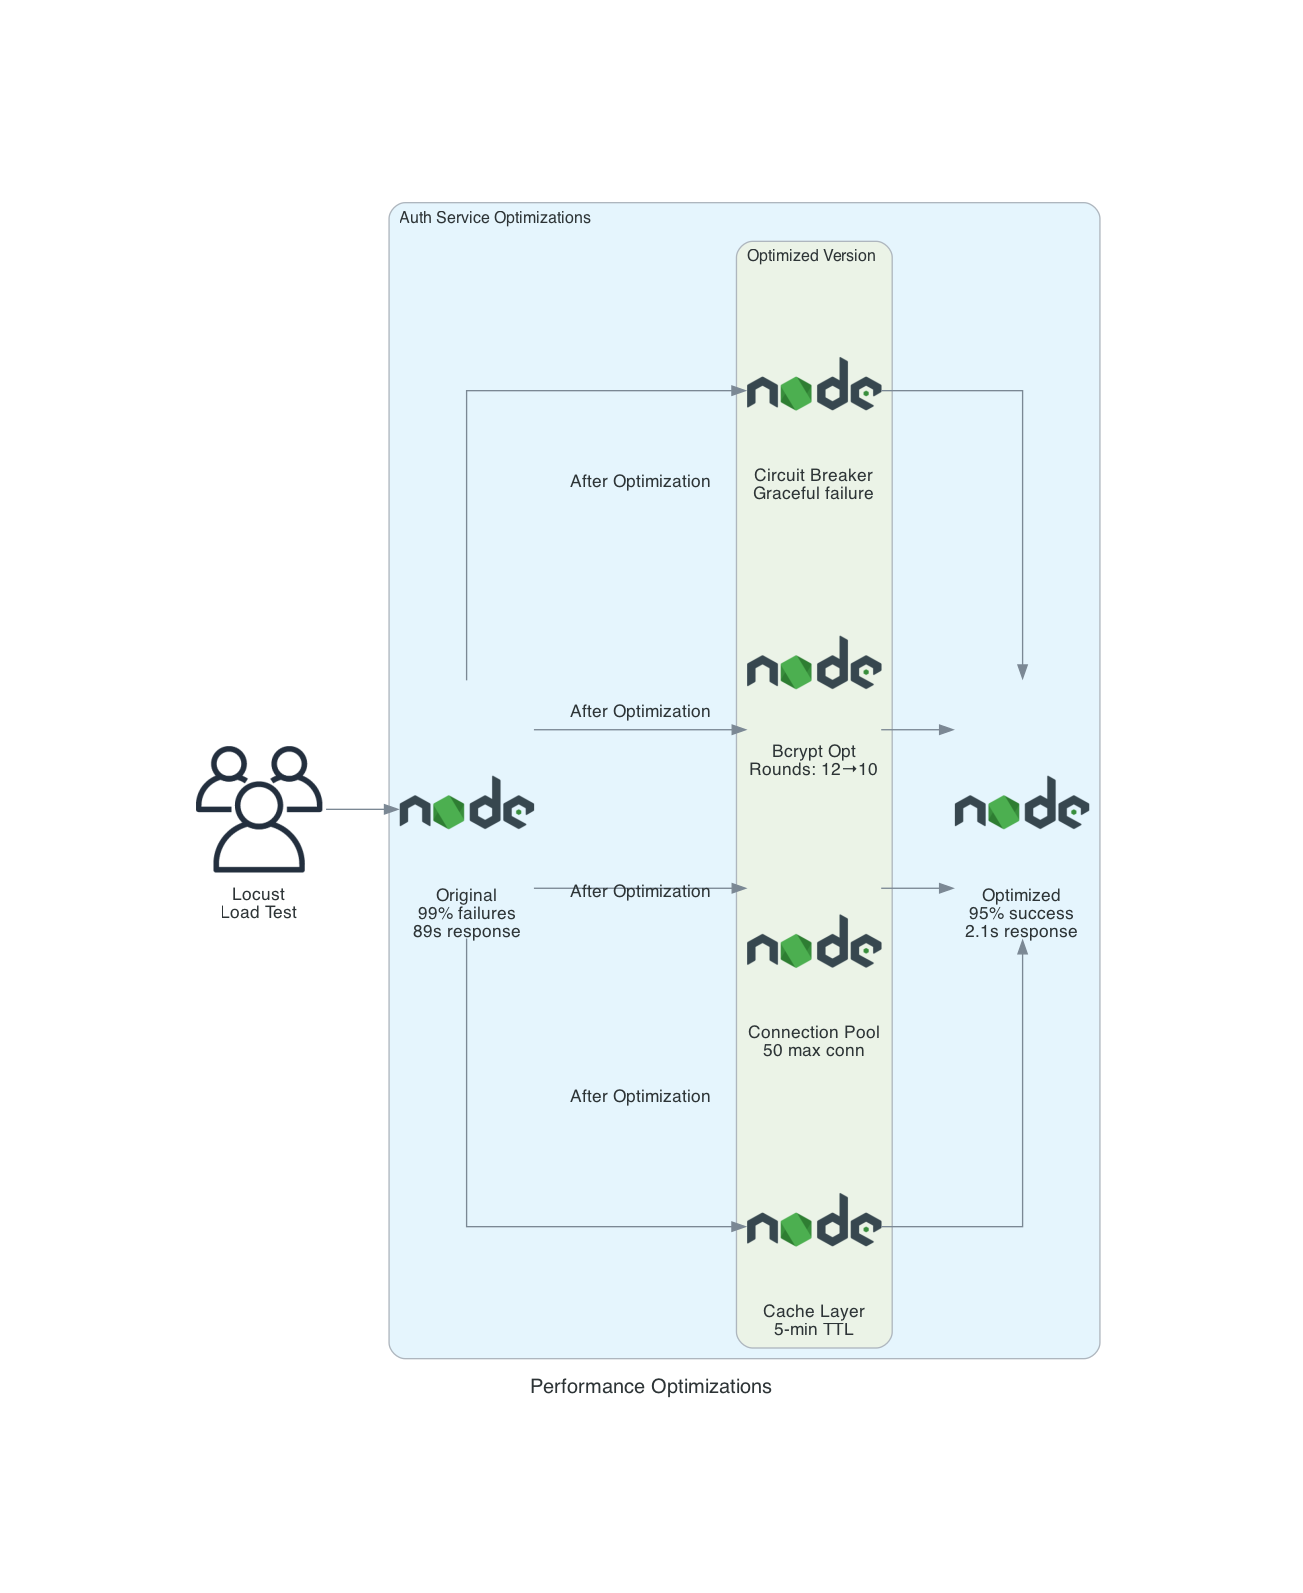 Auth Service Optimizations
Optimized Version
node
After Optimization
Circuit Breaker
Graceful failure
node
After Optimization
Bcrypt Opt
Rounds: 12→10
Locust
Load Test
node
Original
99% failures
89s response
After Optimization
node
Connection Pool
50 max conn
node
Optimized
95% success
2.1s response
After Optimization
node
Cache Layer
5-min TTL
Performance Optimizations